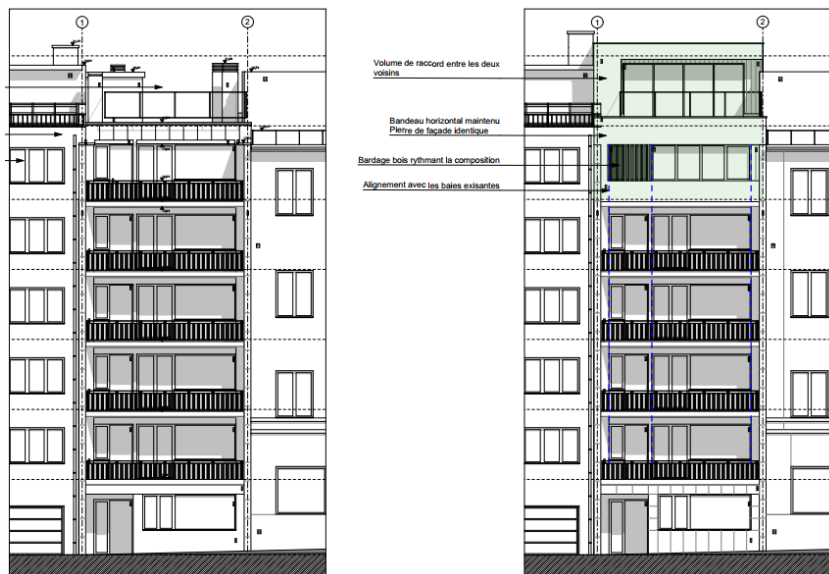 1
2
1
2
Volume de raccord entre les deux
voisins
Bandeau horizontal maintenu
Pierre de façade identique
Bardage bois rythmant la composition
Alignement avec les baies exisantes